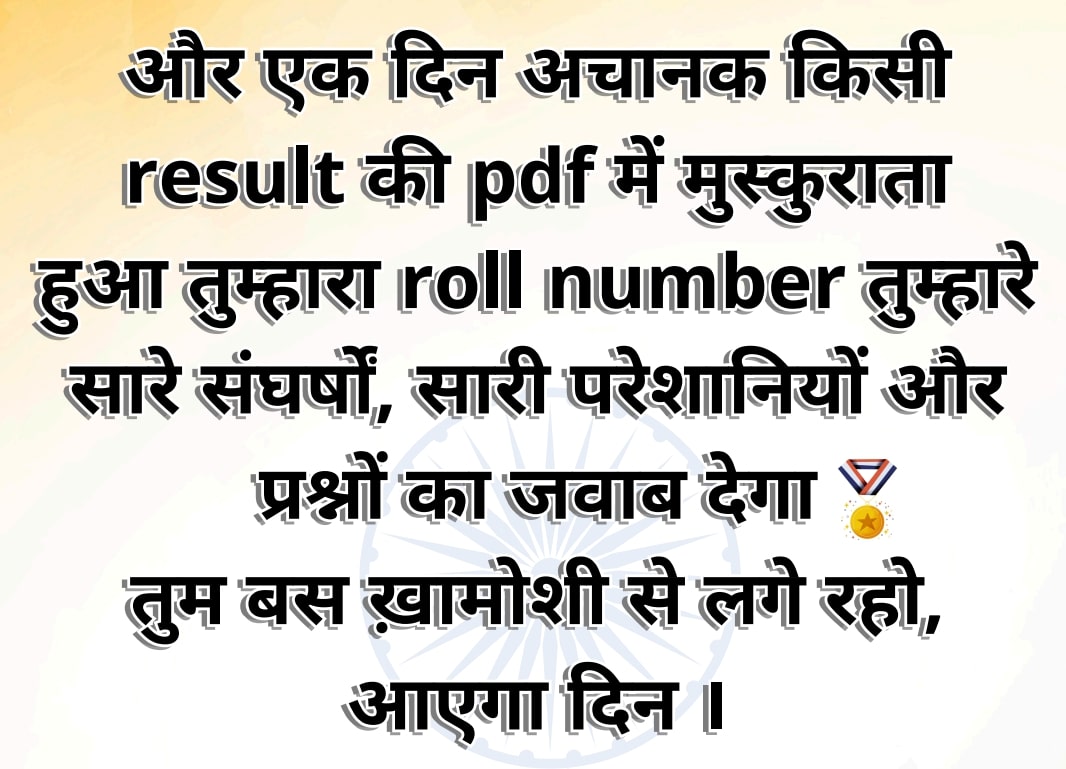 और एक दिन अचानक किसी
result की pdf में मुस्कुराता
हुआ तुम्हारा roll number तुम्हारे
सारे संघर्षों, सारी परेशानियों और
प्रश्नों का जवाब देगा 🏅
तुम बस ख़ामोशी से लगे रहो,
आएगा दिन ।